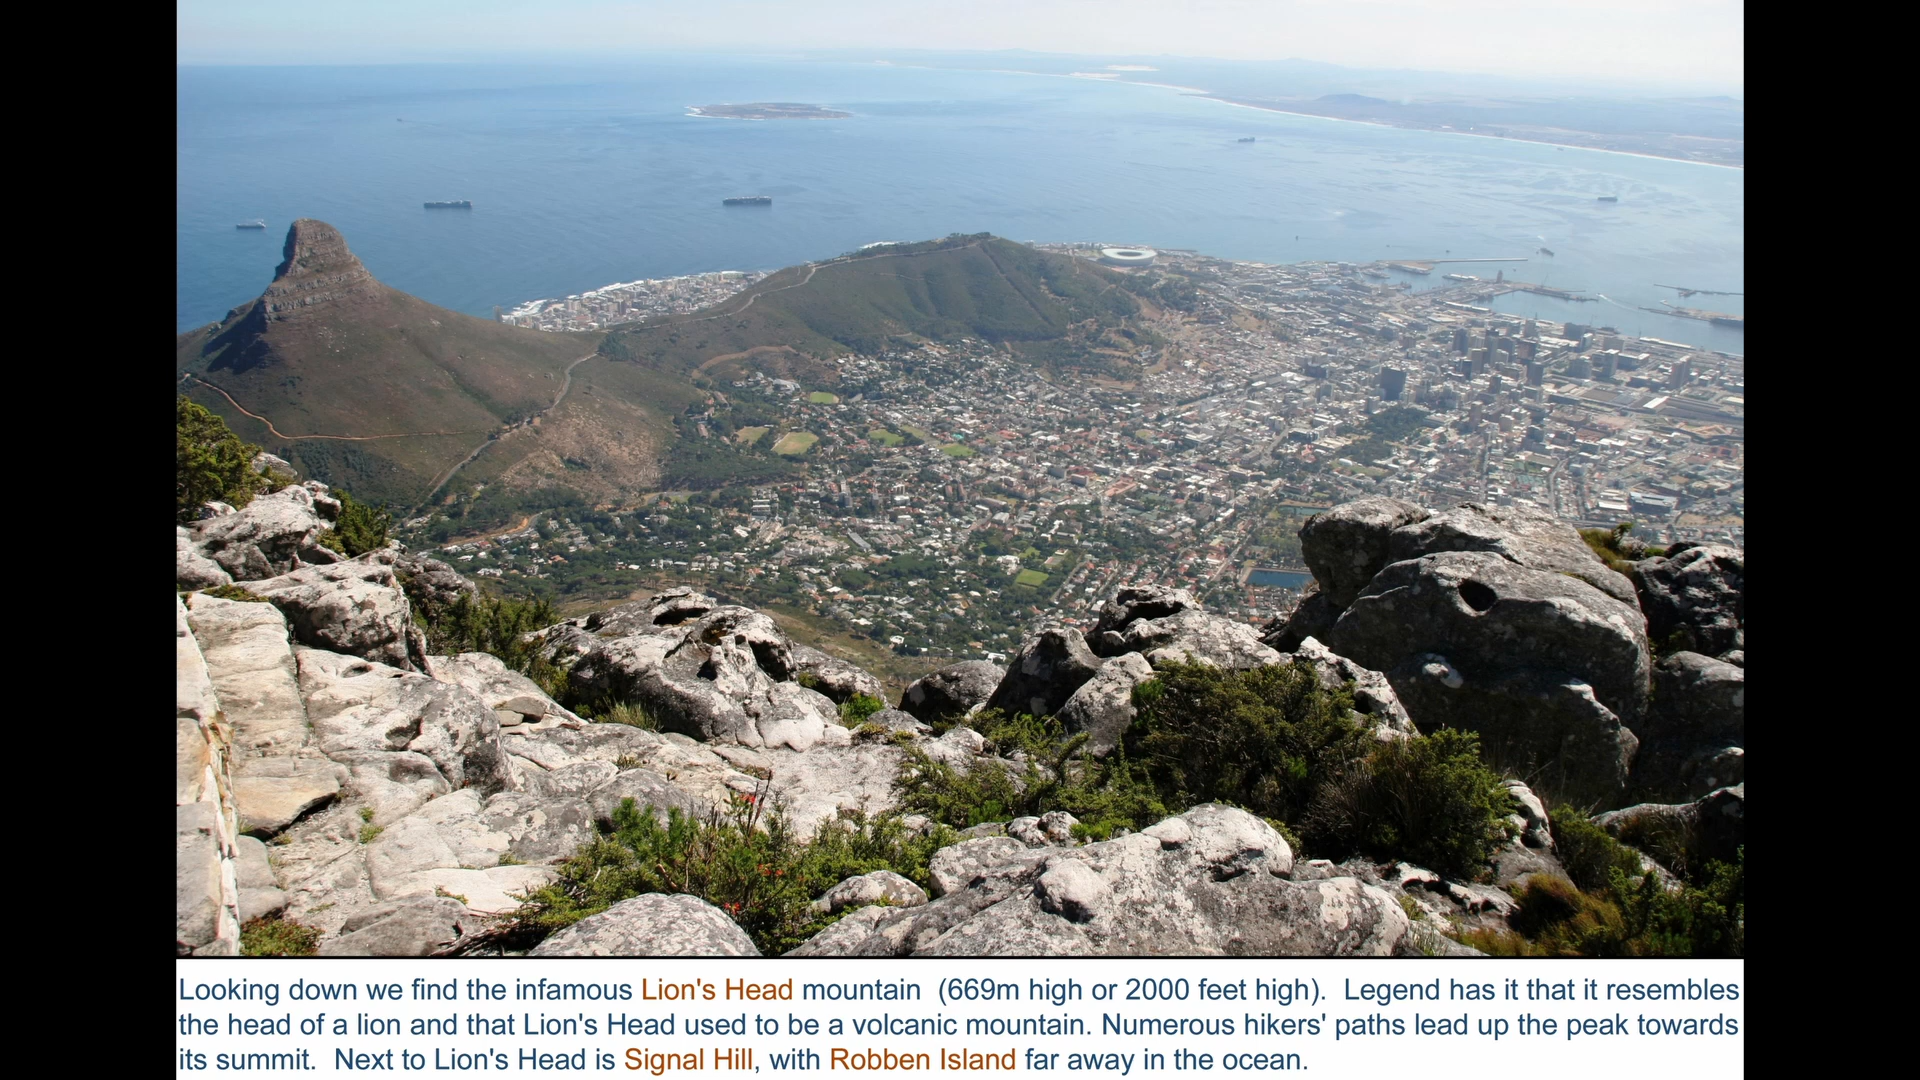 Looking down we find the infamous Lion's Head mountain  (669m high or 2000 feet high).  Legend has it that it resembles
the head of a lion and that Lion's Head used to be a volcanic mountain. Numerous hikers' paths lead up the peak towards
its summit.  Next to Lion's Head is Signal Hill, with Robben Island far away in the ocean.